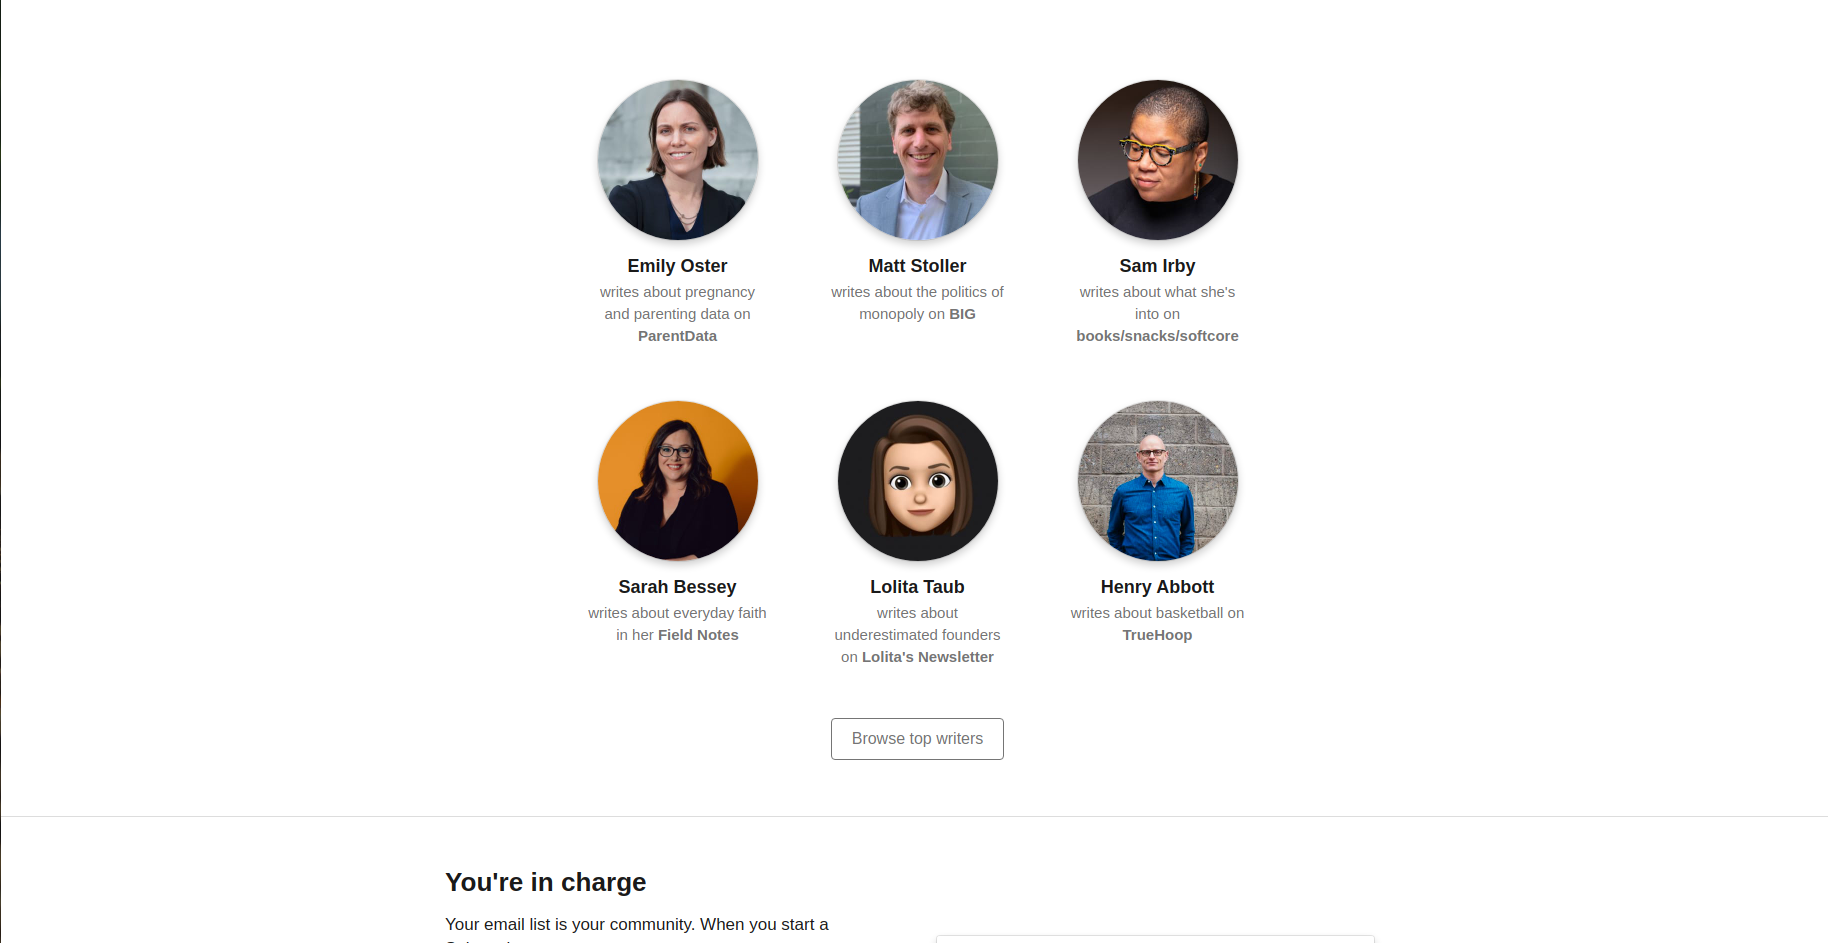 Emily Oster
writes about pregnancy
and parenting data on
ParentData
Matt Stoller
writes about the politics of
monopoly on BIG
Sam Irby
writes about what she's
into on
books/snacks/softcore
Sarah Bessey
writes about everyday faith
in her Field Notes
Lolita Taub
writes about
underestimated founders
on Lolita's Newsletter
Henry Abbott
writes about basketball on
TrueHoop
Browse top writers
You're in charge
Your email list is your community. When you start a